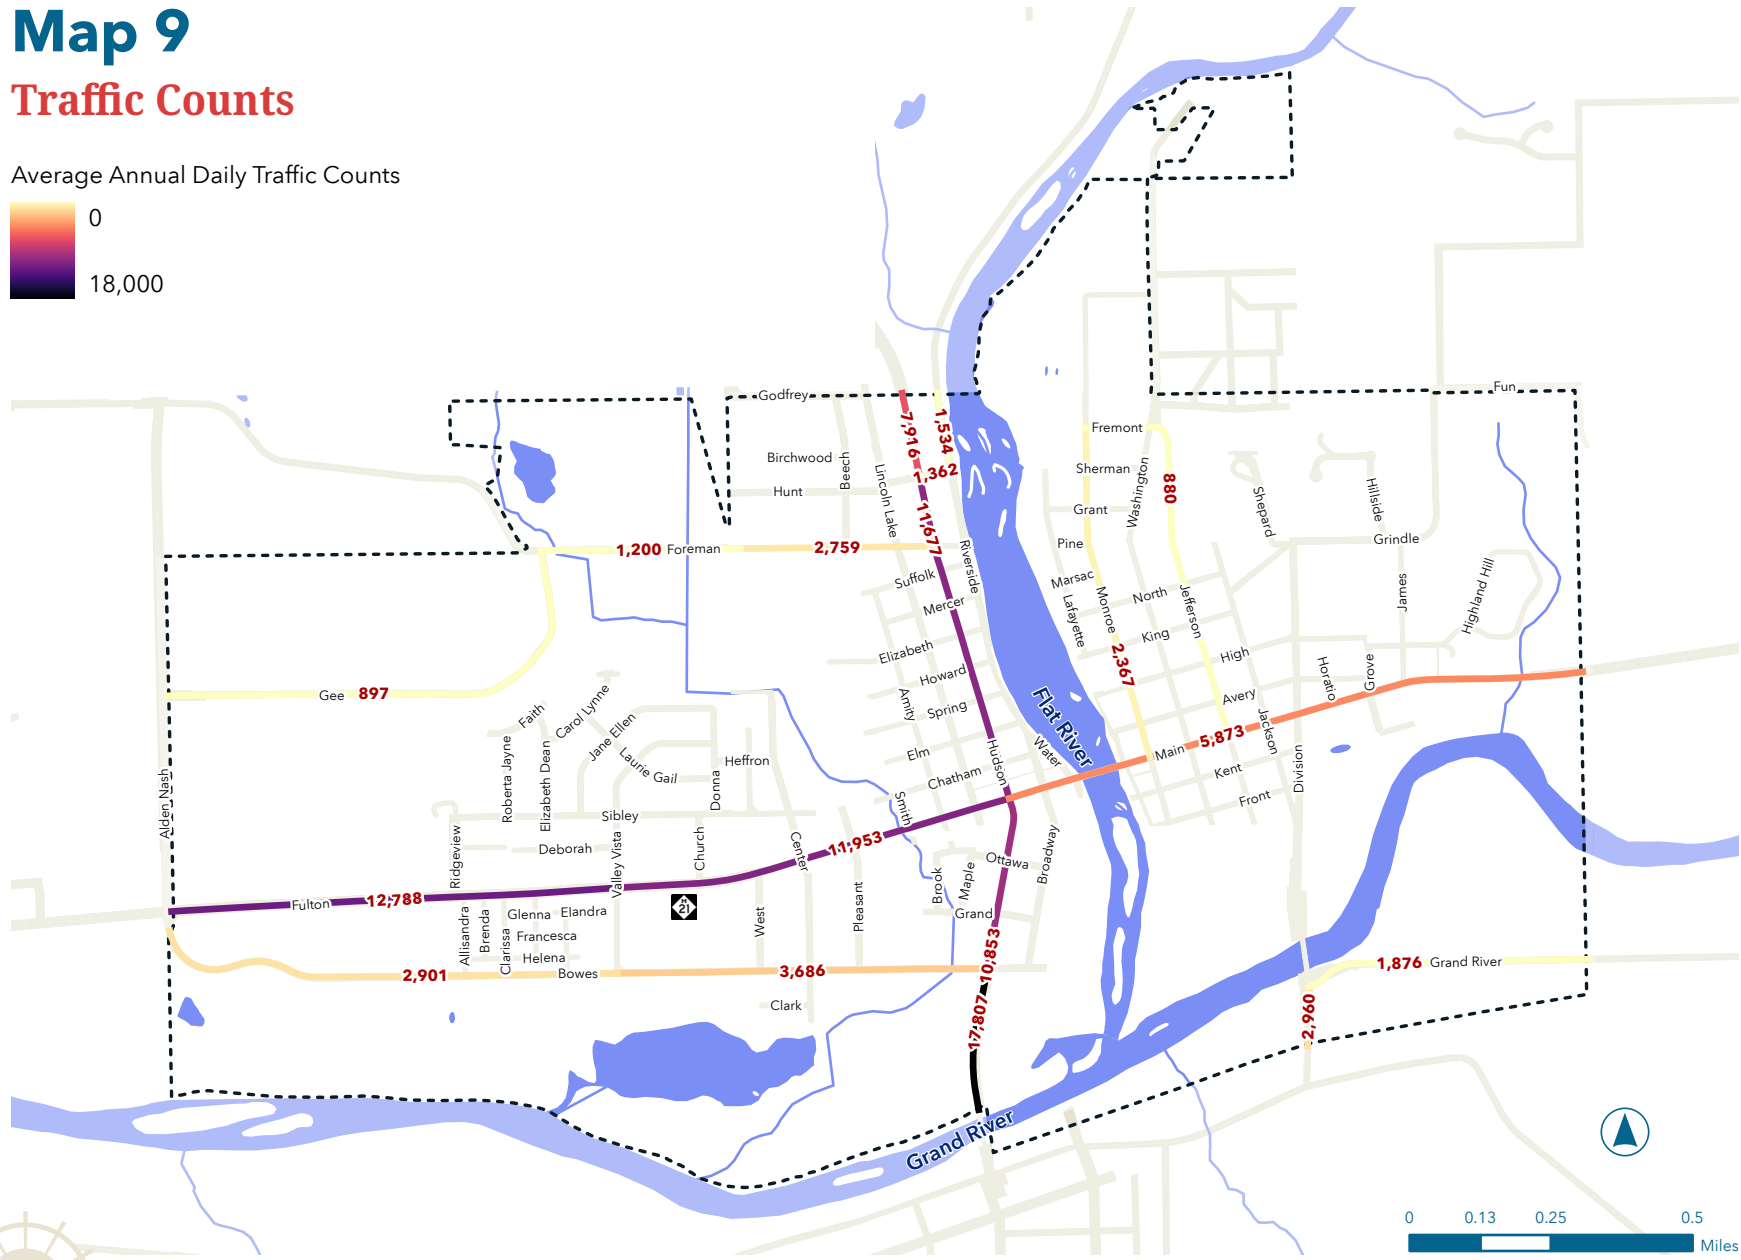 Map 9
Traffic Counts
Average Annual Daily Traffic Counts
0
18,000
Godfrey
Fun
7,916
1,534
Fremont
Birchwood
Beech
1,362
Sherman
Washington
880
Hunt
Lincoln Lake
Shepard
Hillside
Grant
11,677
1,200
Foreman
2,759
Riverside
Pine
Grindle
Suffolk
Marsac
James
Highland Hill
Mercer
Lafayette
Monroe
North
Jefferson
King
Elizabeth
Howard
2,367
High
Horatio
Grove
Gee
897
Faith
Carol Lynne
Amity
Spring
Flat River
Avery
Jackson
Jane Ellen
Roberta Jayne
Elizabeth Dean
Laurie Gail
Heffron
Donna
Elm
Hudson
Water
Main
5,873
Chatham
Kent
Division
Alden Nash
Smith
Front
Sibley
Ridgeview
Deborah
Valley Vista
Church
Center
11,953
Ottawa
Broadway
Brook
Maple
Fulton
12,788
M
21
Glenna
Elandra
Allisandra
Brenda
Clarissa
Francesca
Helena
West
Pleasant
Grand
2,901
Bowes
3,686
10,853
1,876
Grand River
Clark
17,807
2,960
Grand River
0
0.13
0.25
0.5
Miles